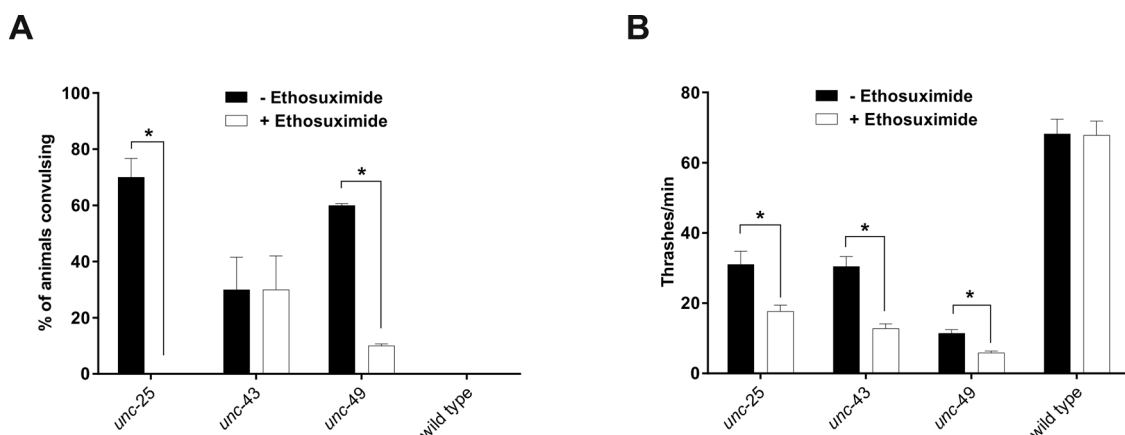 A
B
- Ethosuximide
+ Ethosuximide
*
*
% of animals convulsing
100
80
60
40
20
0
unc-25
unc-43
unc-49
wild type
- Ethosuximide
+ Ethosuximide
*
*
*
Thrashes/min
80
60
40
20
0
unc-25
unc-43
unc-49
wild type